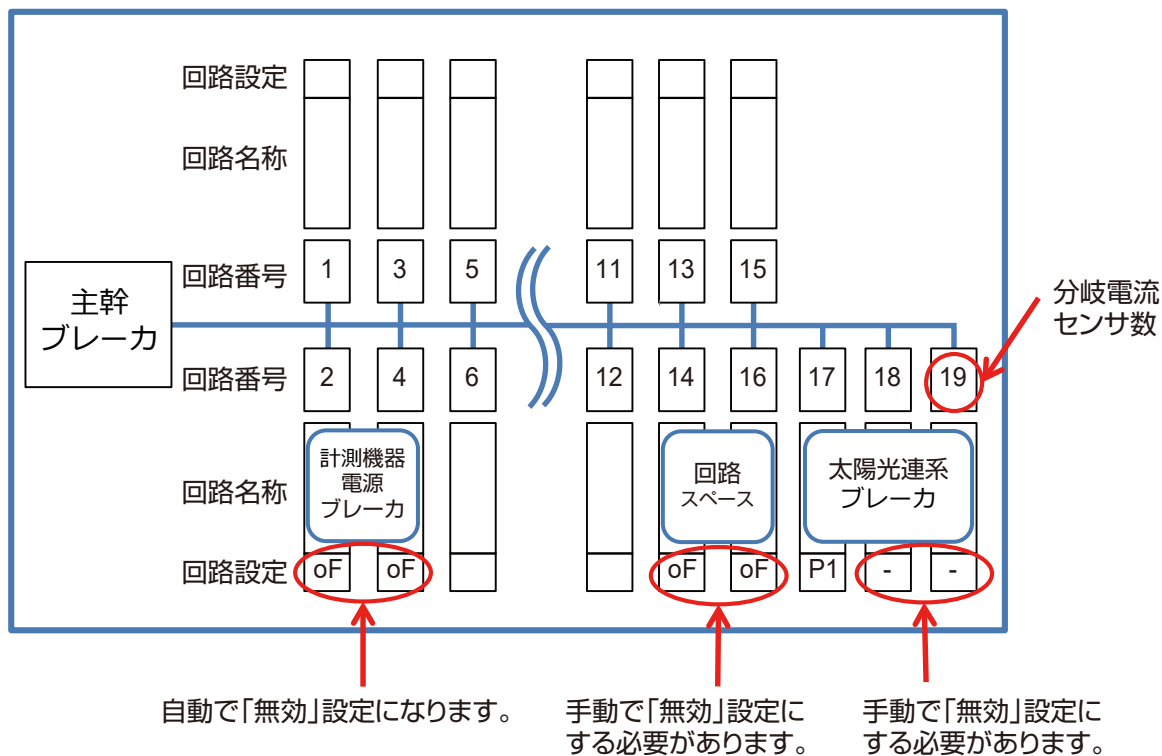 回路設定
回路名称
回路番号 1 3 5 11 13 15
主幹
ブレーカ
分岐電流
センサ数
回路番号 2 4 6 12 14 16 17 18 19
回路名称
計測機器
電源
ブレーカ
回路
スペース
太陽光連系
ブレーカ
回路設定 oF oF oF oF P1 - -
自動で「無効」設定になります。
手動で「無効」設定に
する必要があります。
手動で「無効」設定に
する必要があります。